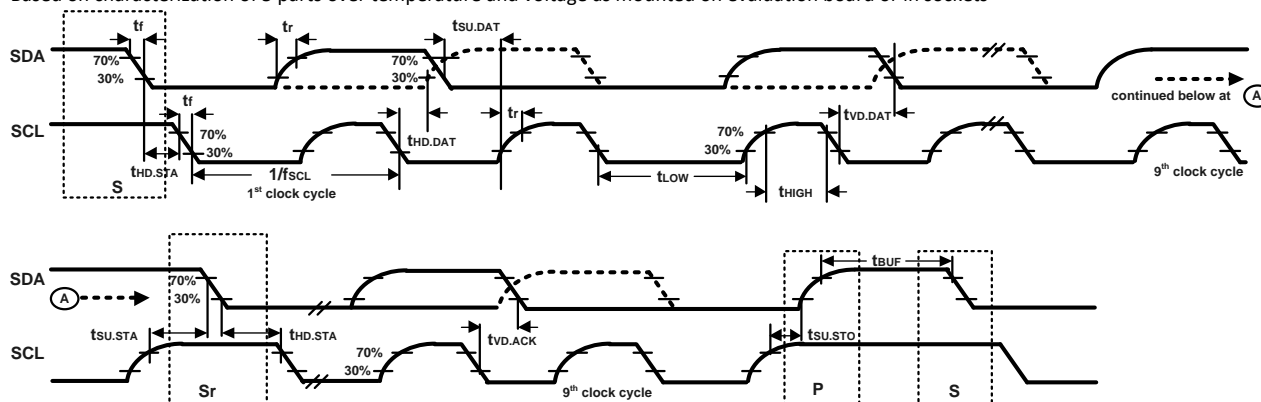 Based on characterization of 5 parts over temperature and voltage as mounted on evaluation board or in sockets
tf
tr
tSU.DAT
SDA
70%
30%
70%
30%
continued below at A
tf
tr
tVD.DAT
SCL
70%
30%
tHD.DAT
70%
30%
tHD.STA
1/fSCL
1st clock cycle
tLOW
tHIGH
9th clock cycle
S
SDA
70%
30%
A
tBUF
tSU.STA
tHD.STA
tVD.ACK
tSU.STO
SCL
70%
30%
9th clock cycle
Sr
P
S